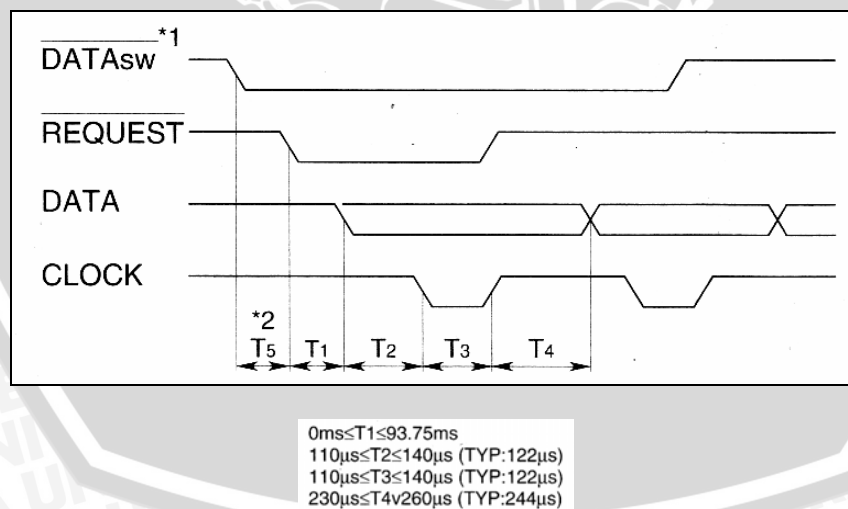 DATAsw*1
REQUEST
DATA
CLOCK
*2
T5 T1 T2 T3 T4
0ms≤T1≤93.75ms
110µs≤T2≤140µs (TYP:122µs)
110µs≤T3≤140µs (TYP:122µs)
230µs≤T4v260µs (TYP:244µs)